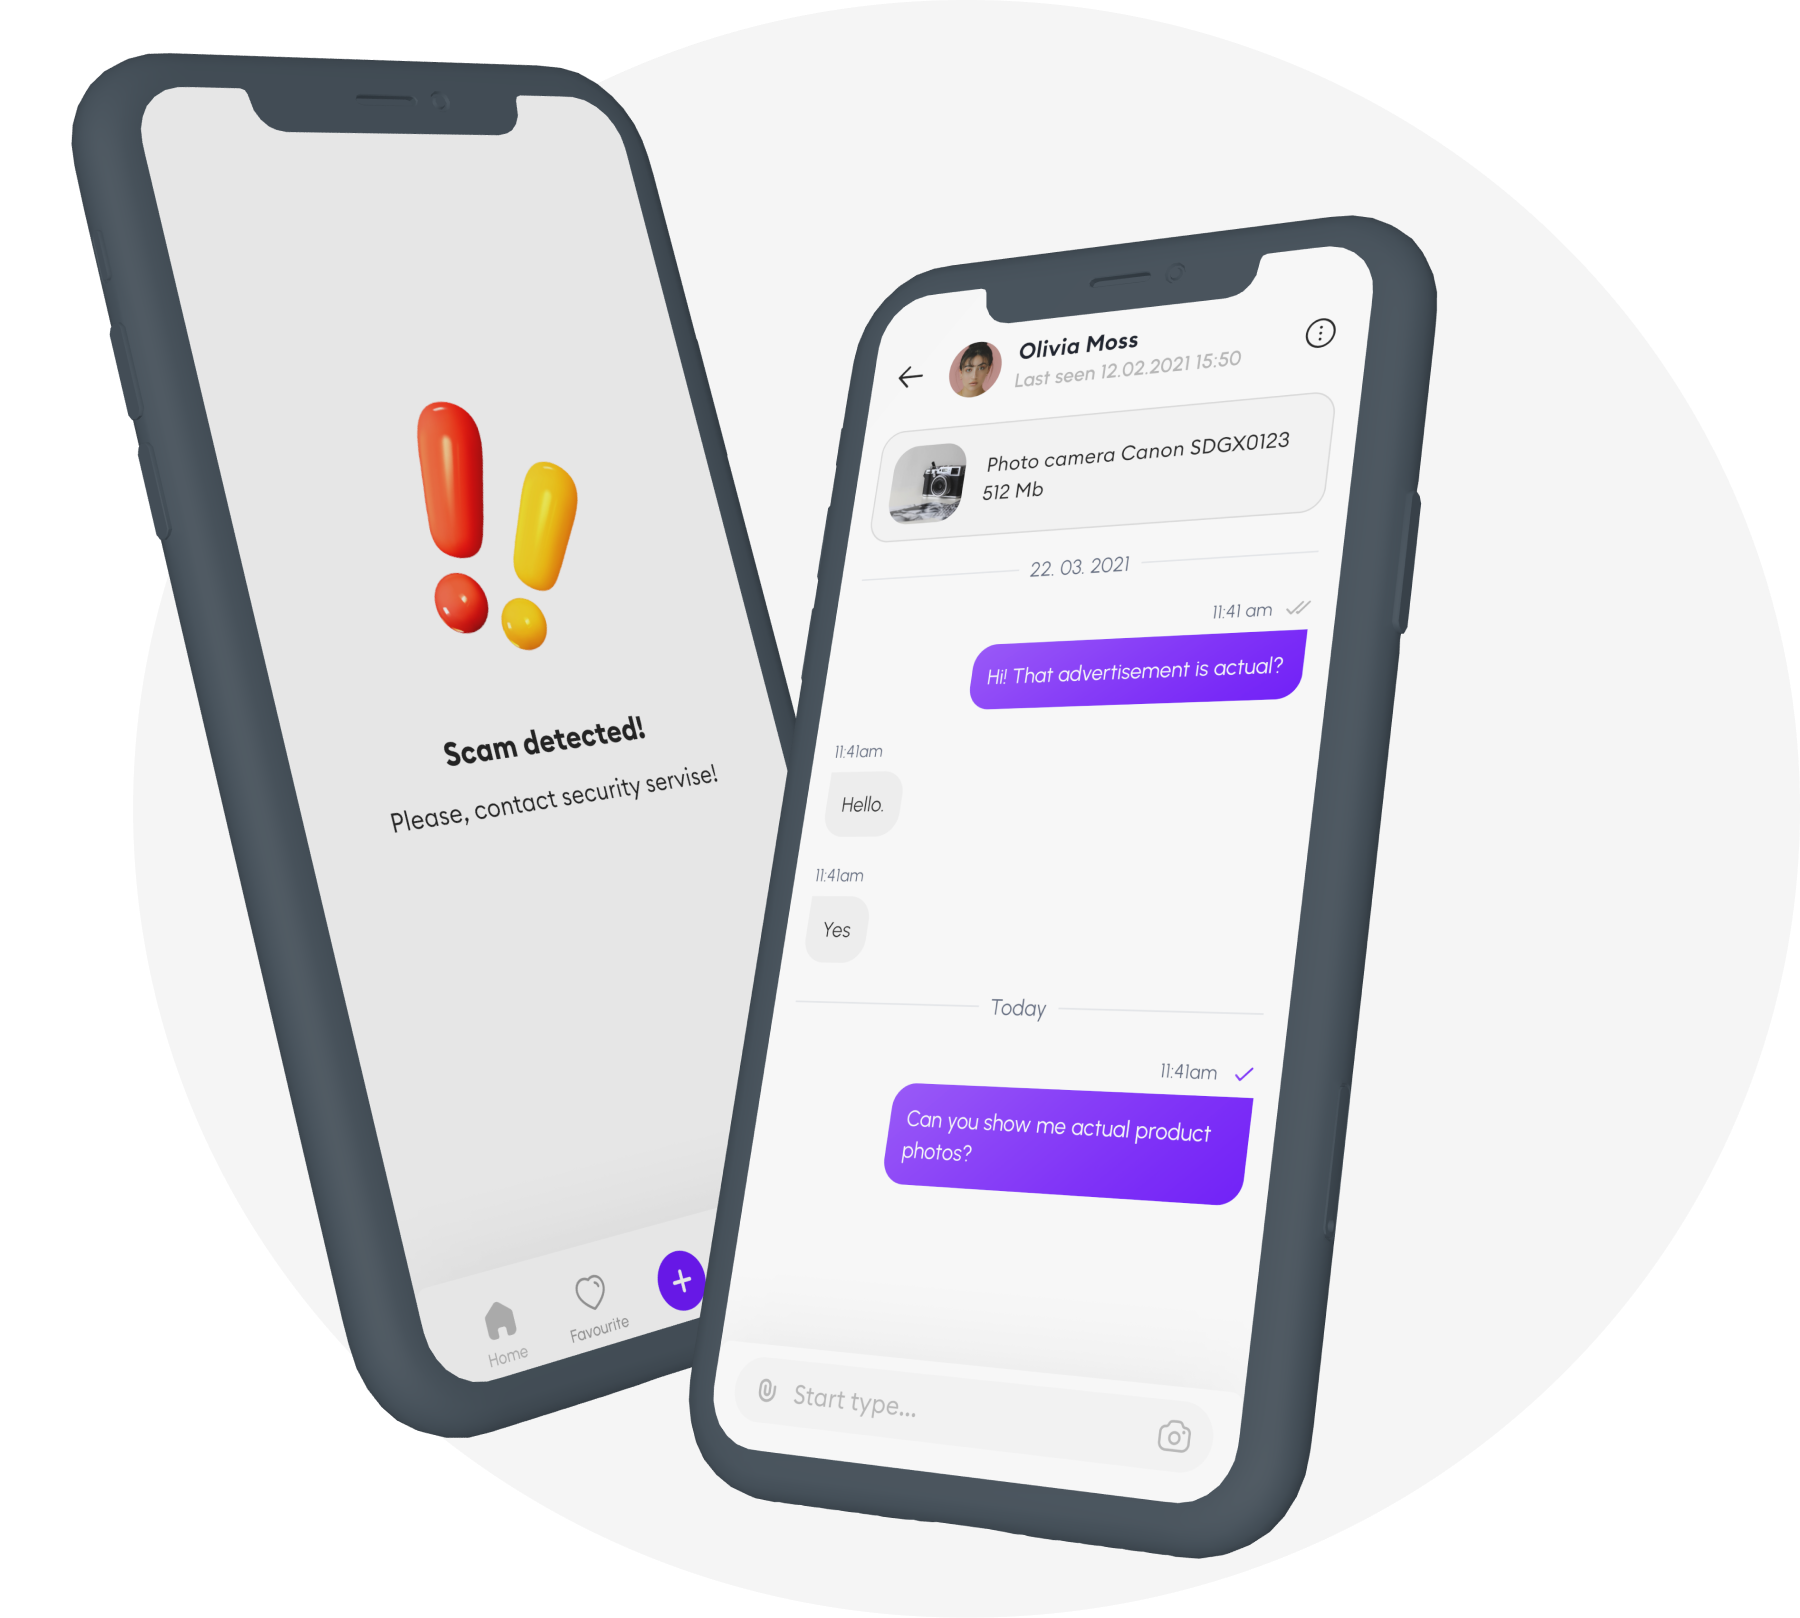 Scam detected!
Please, contact security servise!
Home
Favourite
Olivia Moss
Last seen 12.02.2021 15:50
Photo camera Canon SDGX0123
512 Mb
22. 03. 2021
11:41 am
Hi! That advertisement is actual?
11:41am
Hello.
11:41am
Yes
Today
11:41am
Can you show me actual product
photos?
Start type...